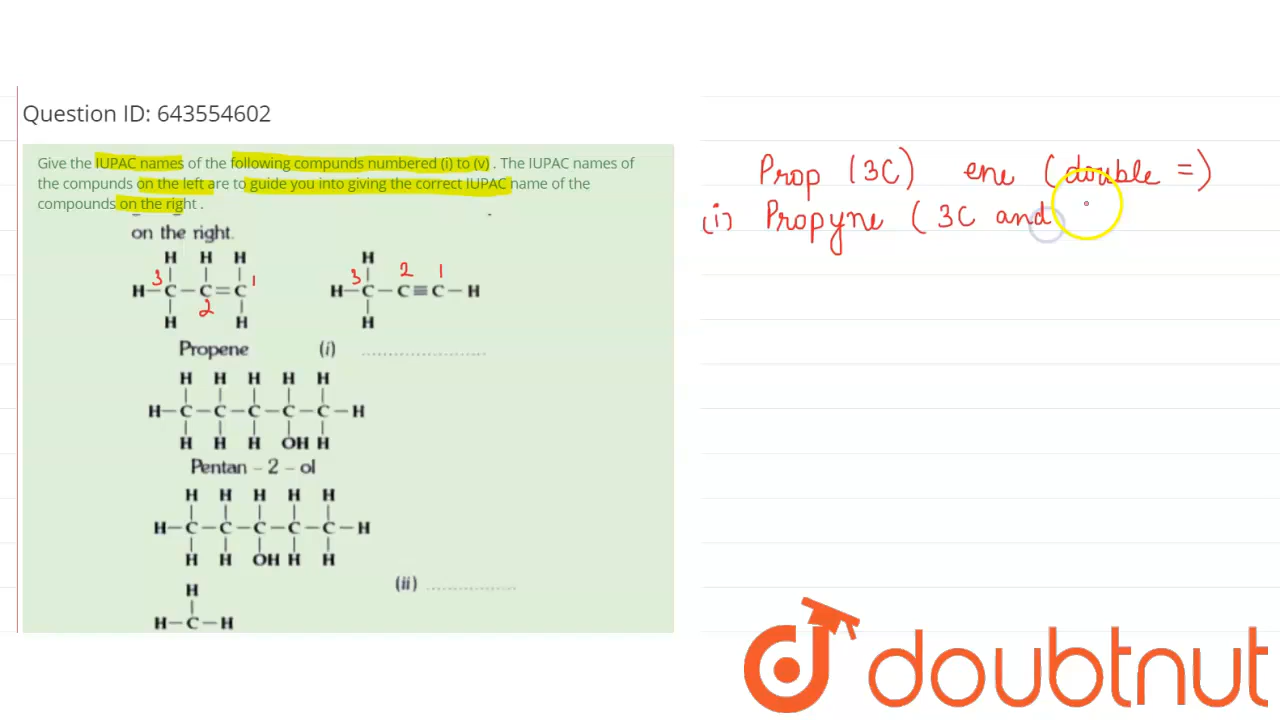 Question ID: 643554602
Give the IUPAC names of the following compunds numbered (i) to (v) . The IUPAC names of
the compunds on the left are to guide you into giving the correct IUPAC name of the
compounds on the right .
on the right.
H H H
3 1
H-C-C=C
2
H H
Propene
H
3 2 1
H-C-C≡C-H
H
(i) ........................
H H H H H
H-C-C-C-C-C-H
H H H OH H
Pentan - 2 - ol
H H H H H
H-C-C-C-C-C-H
H H OH H H
(ii) .................
H
H-C-H
Prop (3C) ene (double =)
(i) Propyne (3C and
doubtnut